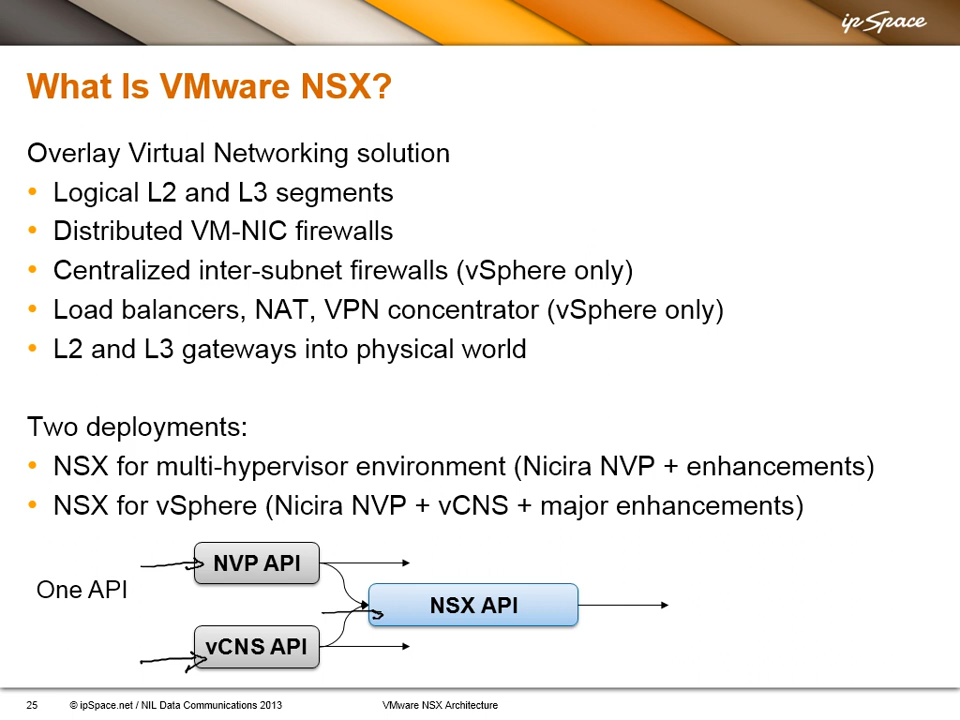 ip Space
What Is VMware NSX?
Overlay Virtual Networking solution
• Logical L2 and L3 segments
• Distributed VM-NIC firewalls
• Centralized inter-subnet firewalls (vSphere only)
• Load balancers, NAT, VPN concentrator (vSphere only)
• L2 and L3 gateways into physical world
Two deployments:
• NSX for multi-hypervisor environment (Nicira NVP + enhancements)
• NSX for vSphere (Nicira NVP + vCNS + major enhancements)
NVP API
One API
NSX API
vCNS API
25 © ipSpace.net / NIL Data Communications 2013 VMware NSX Architecture